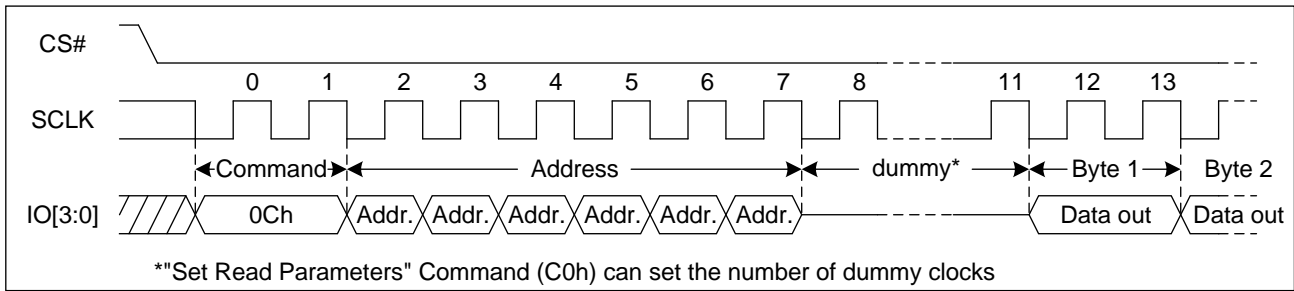 CS#
0 1 2 3 4 5 6 7 8 11 12 13
SCLK
Command Address dummy* Byte 1 Byte 2
IO[3:0] 0Ch Addr. Addr. Addr. Addr. Addr. Addr. Data out Data out
*"Set Read Parameters" Command (C0h) can set the number of dummy clocks